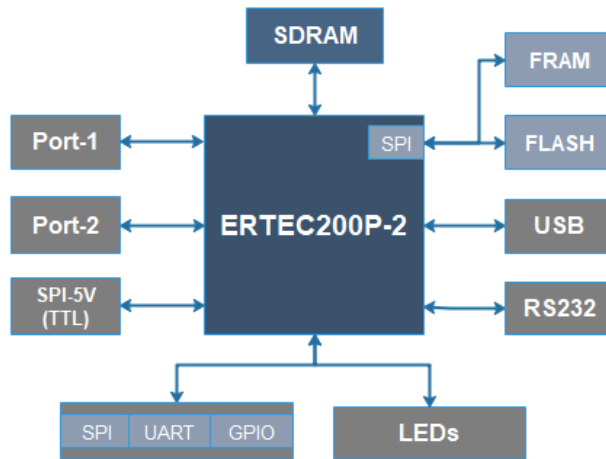 SDRAM
FRAM
Port-1
SPI
FLASH
Port-2
ERTEC200P-2
USB
SPI-5V
(TTL)
RS232
SPI UART GPIO
LEDs